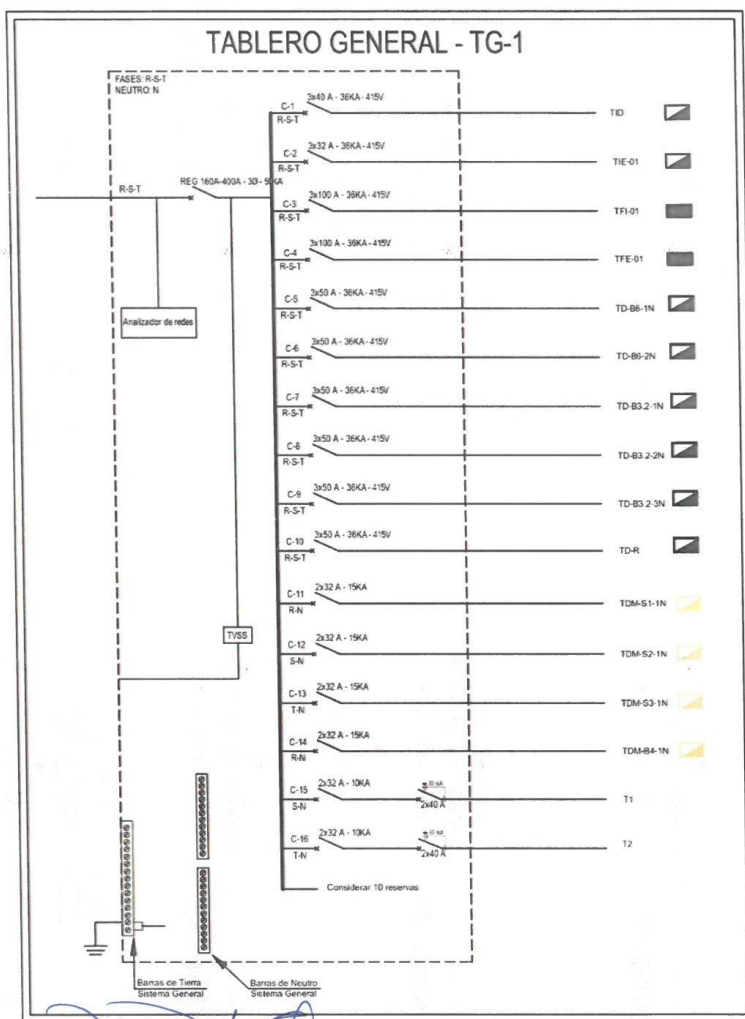 TABLERO GENERAL - TG-1
FASES: R-S-T
NEUTRO: N
R-S-T
REG 160A-400A - 3Ø - 50KA
Analizador de redes
TVSS
C-1 3x40 A - 36KA - 415V TID
R-S-T
C-2 3x32 A - 36KA - 415V TIE-01
R-S-T
C-3 3x100 A - 36KA - 415V TFI-01
R-S-T
C-4 3x100 A - 36KA - 415V TFE-01
R-S-T
C-5 3x50 A - 36KA - 415V TD-B6-1N
R-S-T
C-6 3x50 A - 36KA - 415V TD-B6-2N
R-S-T
C-7 3x50 A - 36KA - 415V TD-B3.2-1N
R-S-T
C-8 3x50 A - 36KA - 415V TD-B3.2-2N
R-S-T
C-9 3x50 A - 36KA - 415V TD-B3.2-3N
R-S-T
C-10 3x50 A - 36KA - 415V TD-R
R-S-T
C-11 2x32 A - 15KA TDM-S1-1N
R-N
C-12 2x32 A - 15KA TDM-S2-1N
S-N
C-13 2x32 A - 15KA TDM-S3-1N
T-N
C-14 2x32 A - 15KA TDM-B4-1N
R-N
C-15 2x32 A - 10KA 2x40 A T1
S-N
C-16 2x32 A - 10KA 2x40 A T2
T-N
Considerar 10 reservas
Barras de Tierra
Sistema General
Barras de Neutro
Sistema General